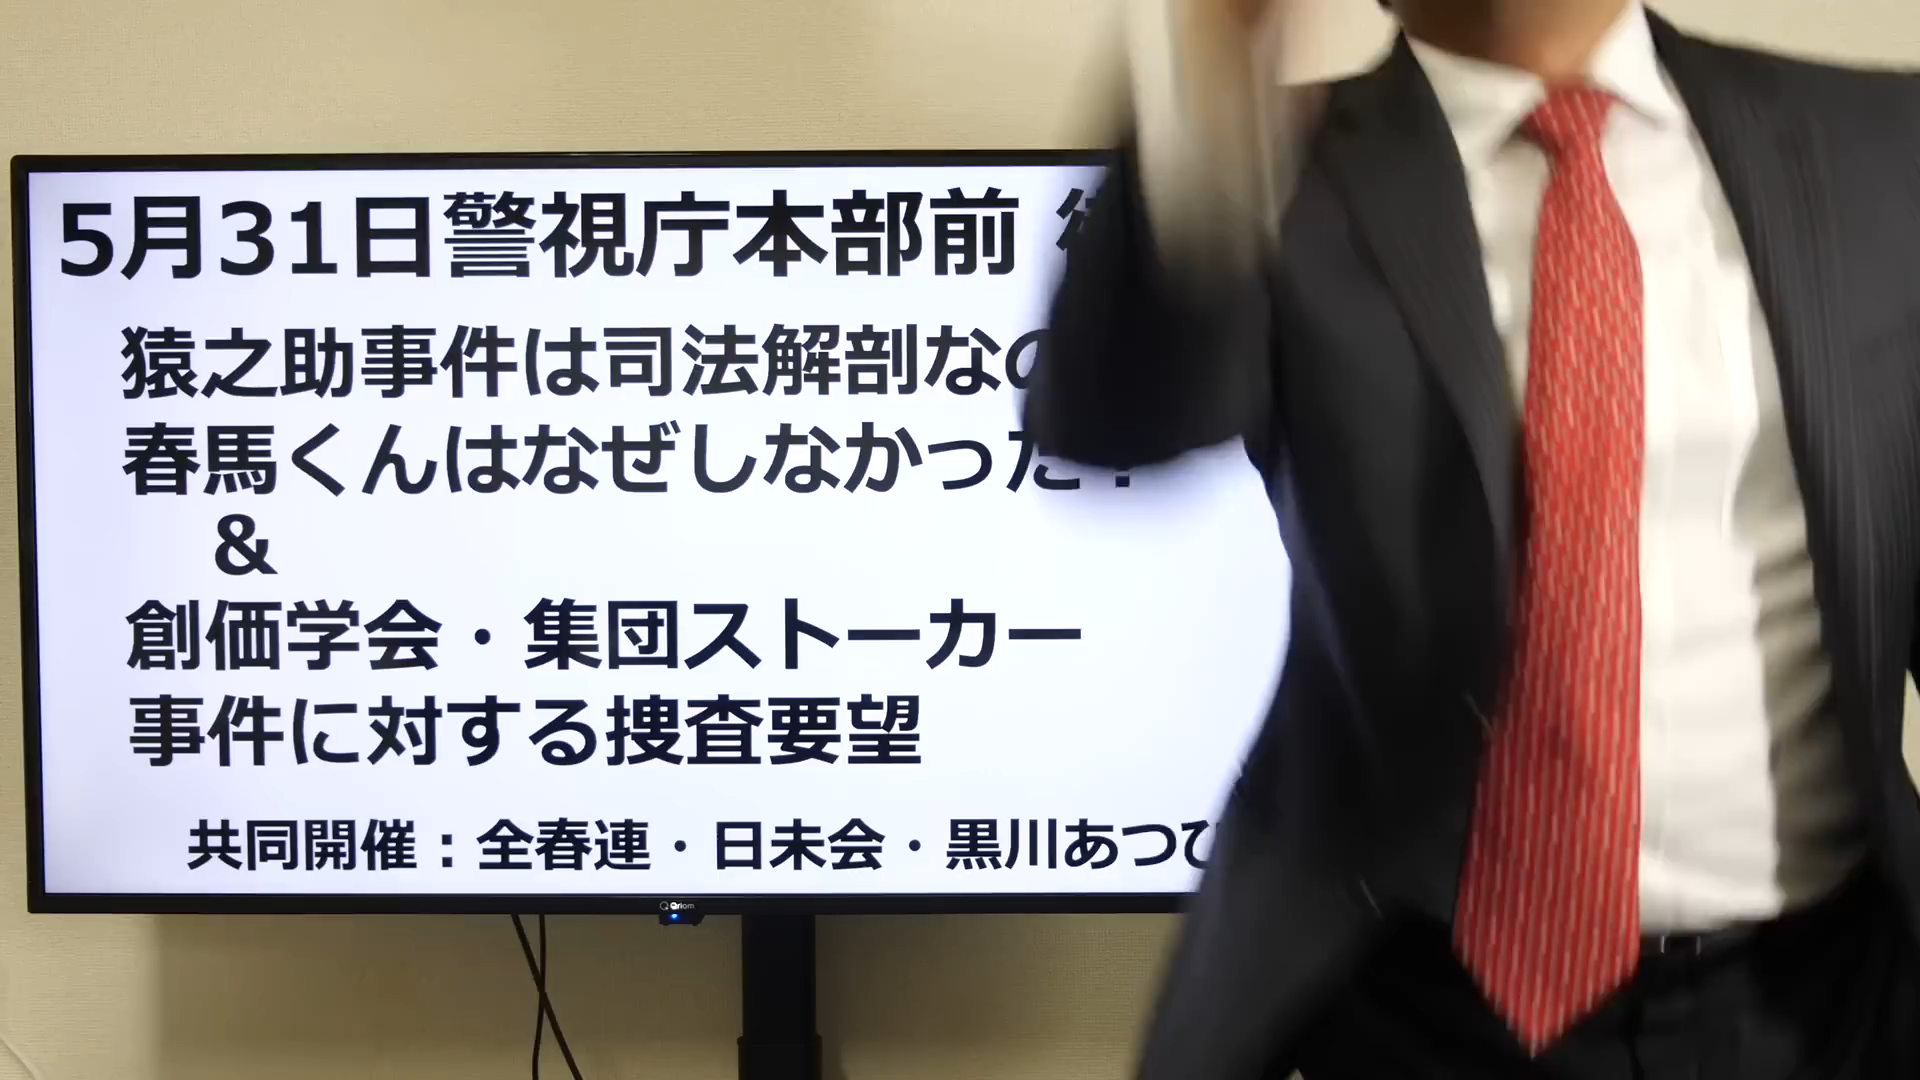 5月31日警視庁本部前
猿之助事件は司法解剖なの
春馬くんはなぜしなかった？
&
創価学会・集団ストーカー
事件に対する捜査要望
共同開催：全春連・日未会・黒川あつひ
Qriom